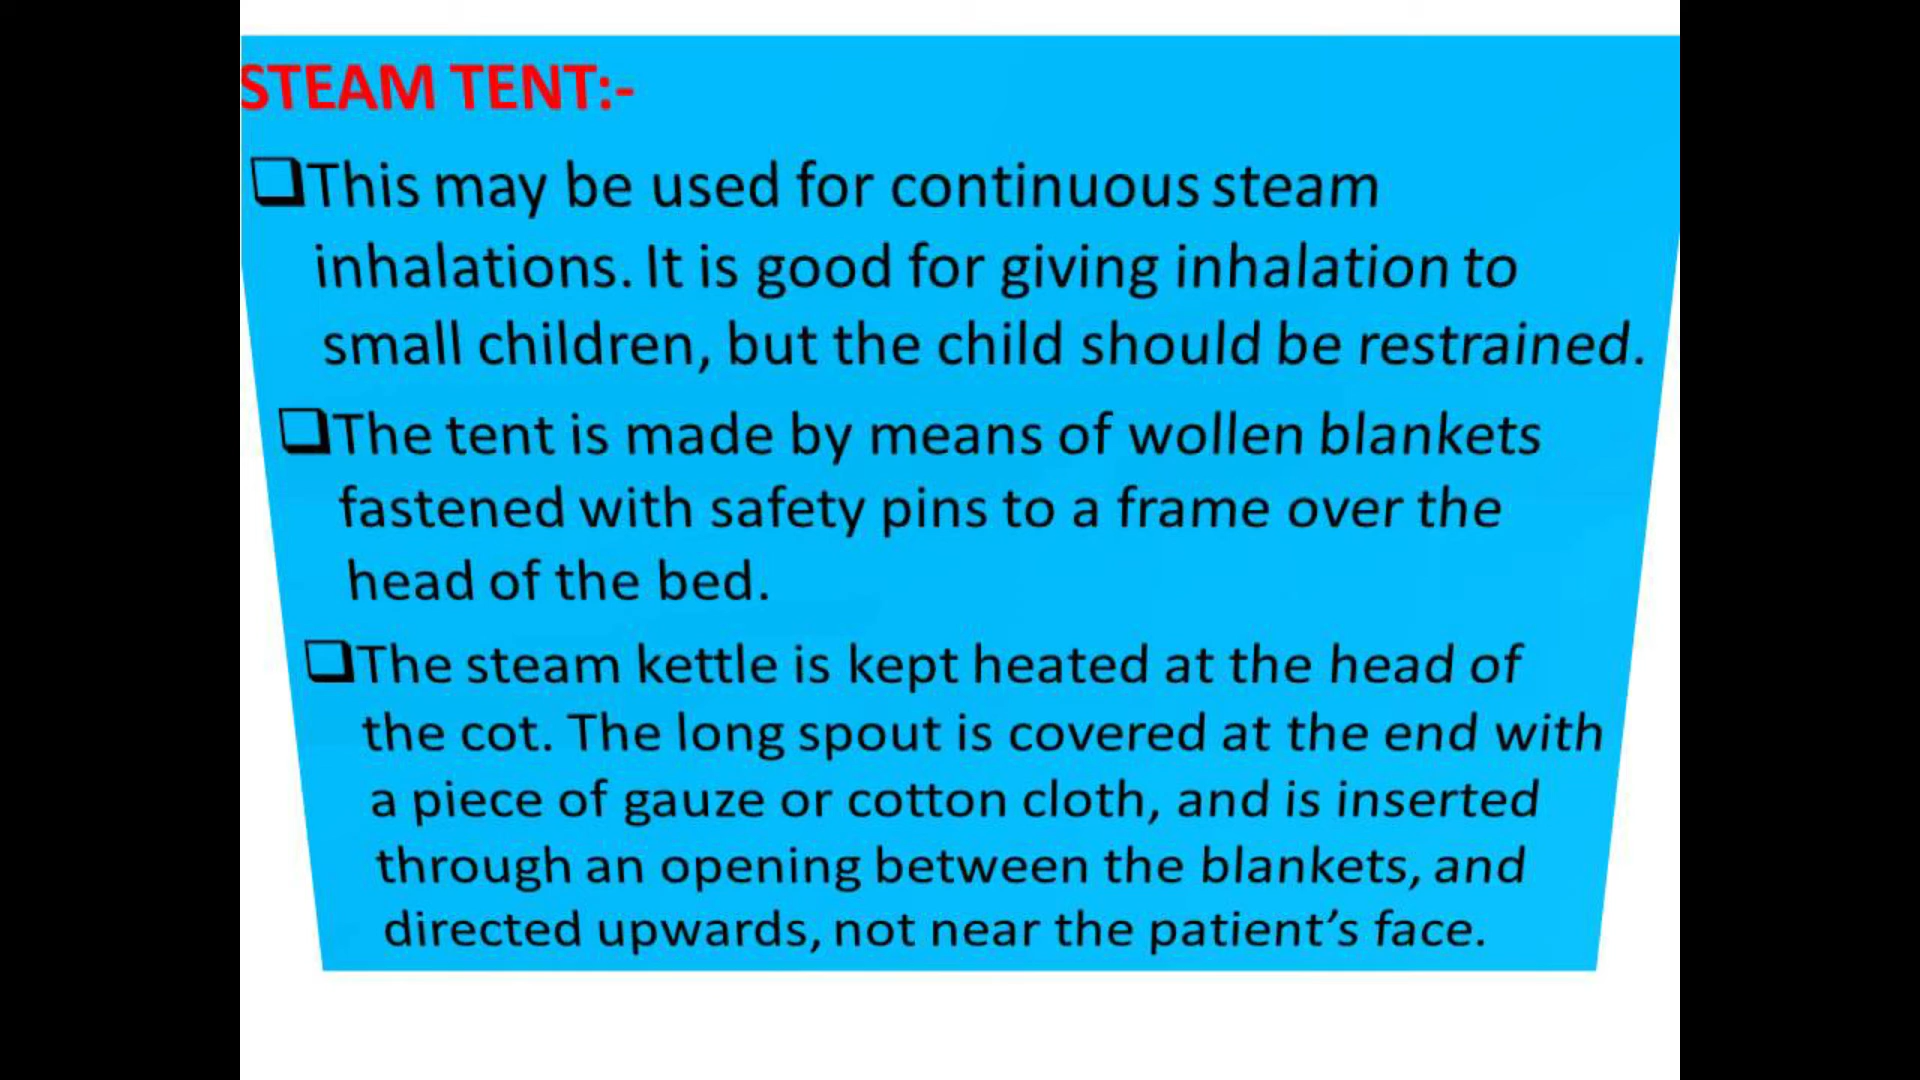 STEAM TENT:-
❑This may be used for continuous steam
inhalations. It is good for giving inhalation to
small children, but the child should be restrained.
❑The tent is made by means of wollen blankets
fastened with safety pins to a frame over the
head of the bed.
❑The steam kettle is kept heated at the head of
the cot. The long spout is covered at the end with
a piece of gauze or cotton cloth, and is inserted
through an opening between the blankets, and
directed upwards, not near the patient’s face.